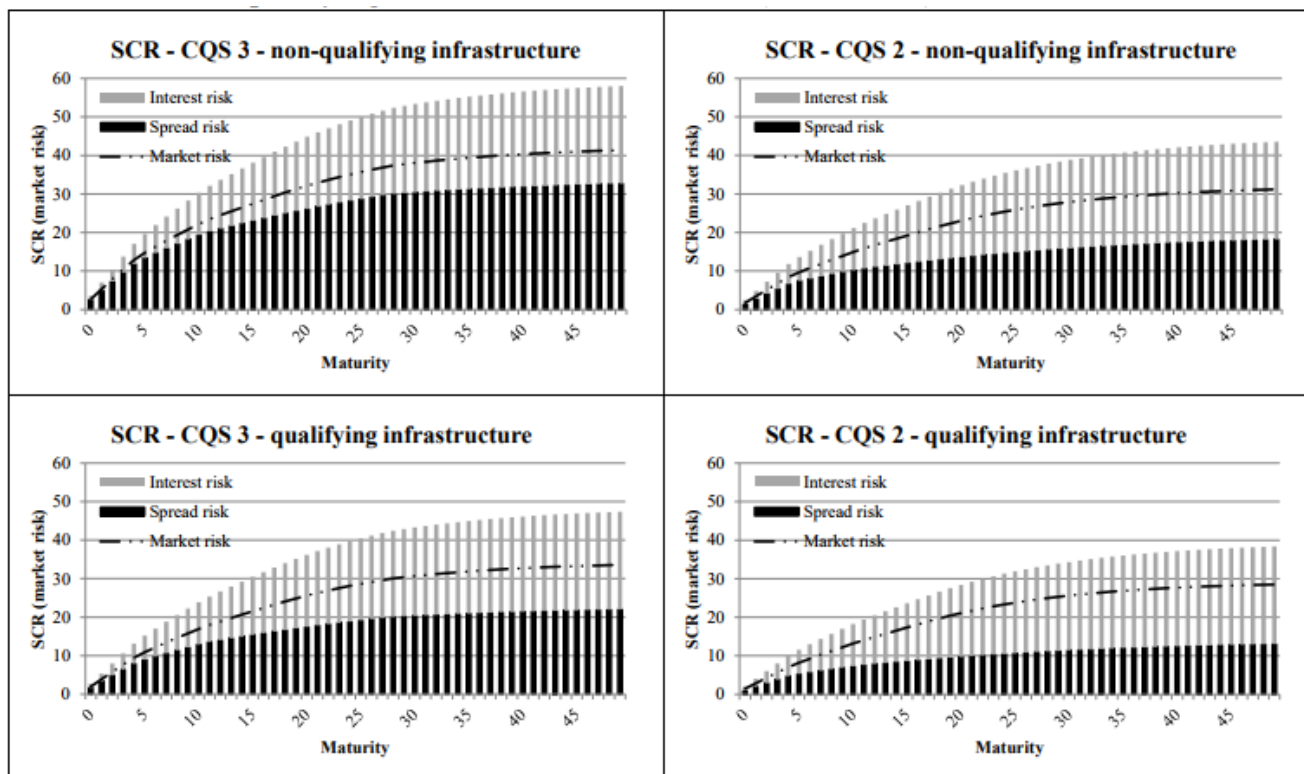 SCR - CQS 3 - non-qualifying infrastructure
60
50
40
30
20
10
0
SCR (market risk)
Interest risk
Spread risk
Market risk
0
5
10
15
20
25
30
35
40
45
Maturity
SCR - CQS 2 - non-qualifying infrastructure
60
50
40
30
20
10
0
SCR (market risk)
Interest risk
Spread risk
Market risk
0
5
10
15
20
25
30
35
40
45
Maturity
SCR - CQS 3 - qualifying infrastructure
60
50
40
30
20
10
0
SCR (market risk)
Interest risk
Spread risk
Market risk
0
5
10
15
20
25
30
35
40
45
Maturity
SCR - CQS 2 - qualifying infrastructure
60
50
40
30
20
10
0
SCR (market risk)
Interest risk
Spread risk
Market risk
0
5
10
15
20
25
30
35
40
45
Maturity